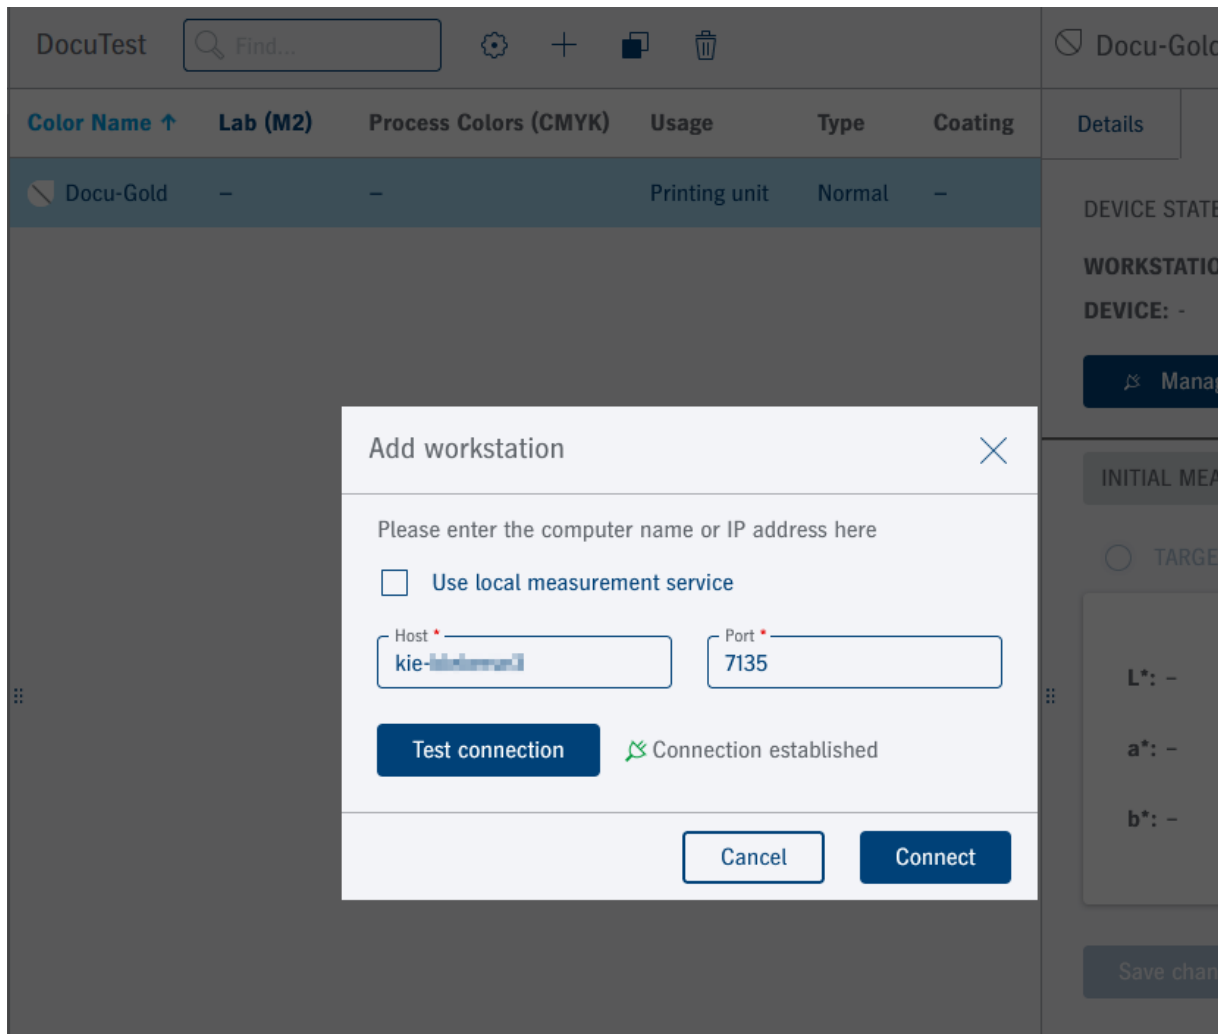 DocuTest Find... Docu-Gold
Color Name ↑ Lab (M2) Process Colors (CMYK) Usage Type Coating Details
Docu-Gold – – Printing unit Normal –
DEVICE STATE
WORKSTATIO
DEVICE: -
Manag
Add workstation
INITIAL MEA
Please enter the computer name or IP address here
TARGE
Use local measurement service
Host *
kie-
Port *
7135
L*: –
Test connection Connection established
a*: –
b*: –
Cancel Connect
Save chan